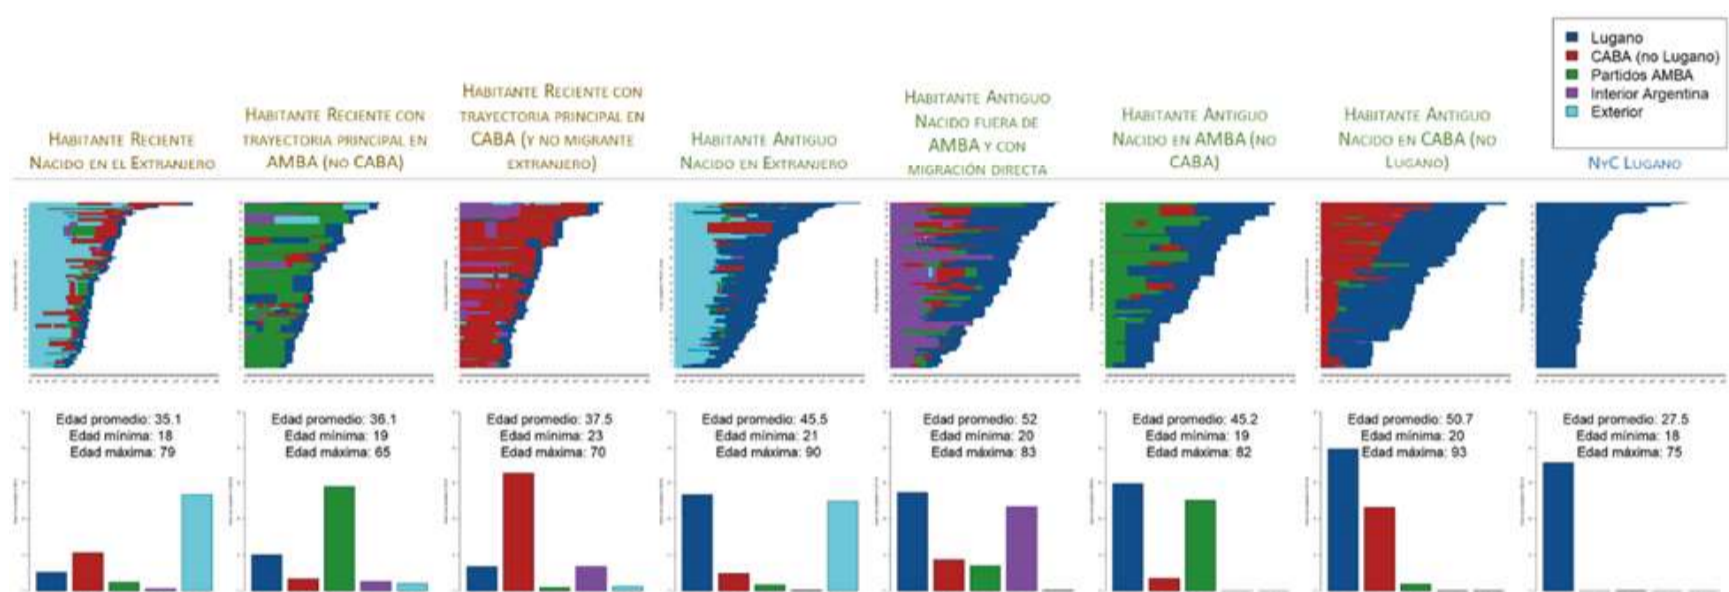 Lugano
CABA (no Lugano)
Partidos AMBA
Interior Argentina
Exterior
HABITANTE RECIENTE
NACIDO EN EL EXTRANJERO
HABITANTE RECIENTE CON
TRAYECTORIA PRINCIPAL EN
AMBA (NO CABA)
HABITANTE RECIENTE CON
TRAYECTORIA PRINCIPAL EN
CABA (Y NO MIGRANTE
EXTRANJERO)
HABITANTE ANTIGUO
NACIDO EN EXTRANJERO
HABITANTE ANTIGUO
NACIDO FUERA DE
AMBA Y CON
MIGRACIÓN DIRECTA
HABITANTE ANTIGUO
NACIDO EN AMBA (NO
CABA)
HABITANTE ANTIGUO
NACIDO EN CABA (NO
LUGANO)
NYC LUGANO
Edad promedio: 35.1
Edad mínima: 18
Edad máxima: 79
Edad promedio: 36.1
Edad mínima: 19
Edad máxima: 65
Edad promedio: 37.5
Edad mínima: 23
Edad máxima: 70
Edad promedio: 45.5
Edad mínima: 21
Edad máxima: 90
Edad promedio: 52
Edad mínima: 20
Edad máxima: 83
Edad promedio: 45.2
Edad mínima: 19
Edad máxima: 82
Edad promedio: 50.7
Edad mínima: 20
Edad máxima: 93
Edad promedio: 27.5
Edad mínima: 18
Edad máxima: 75